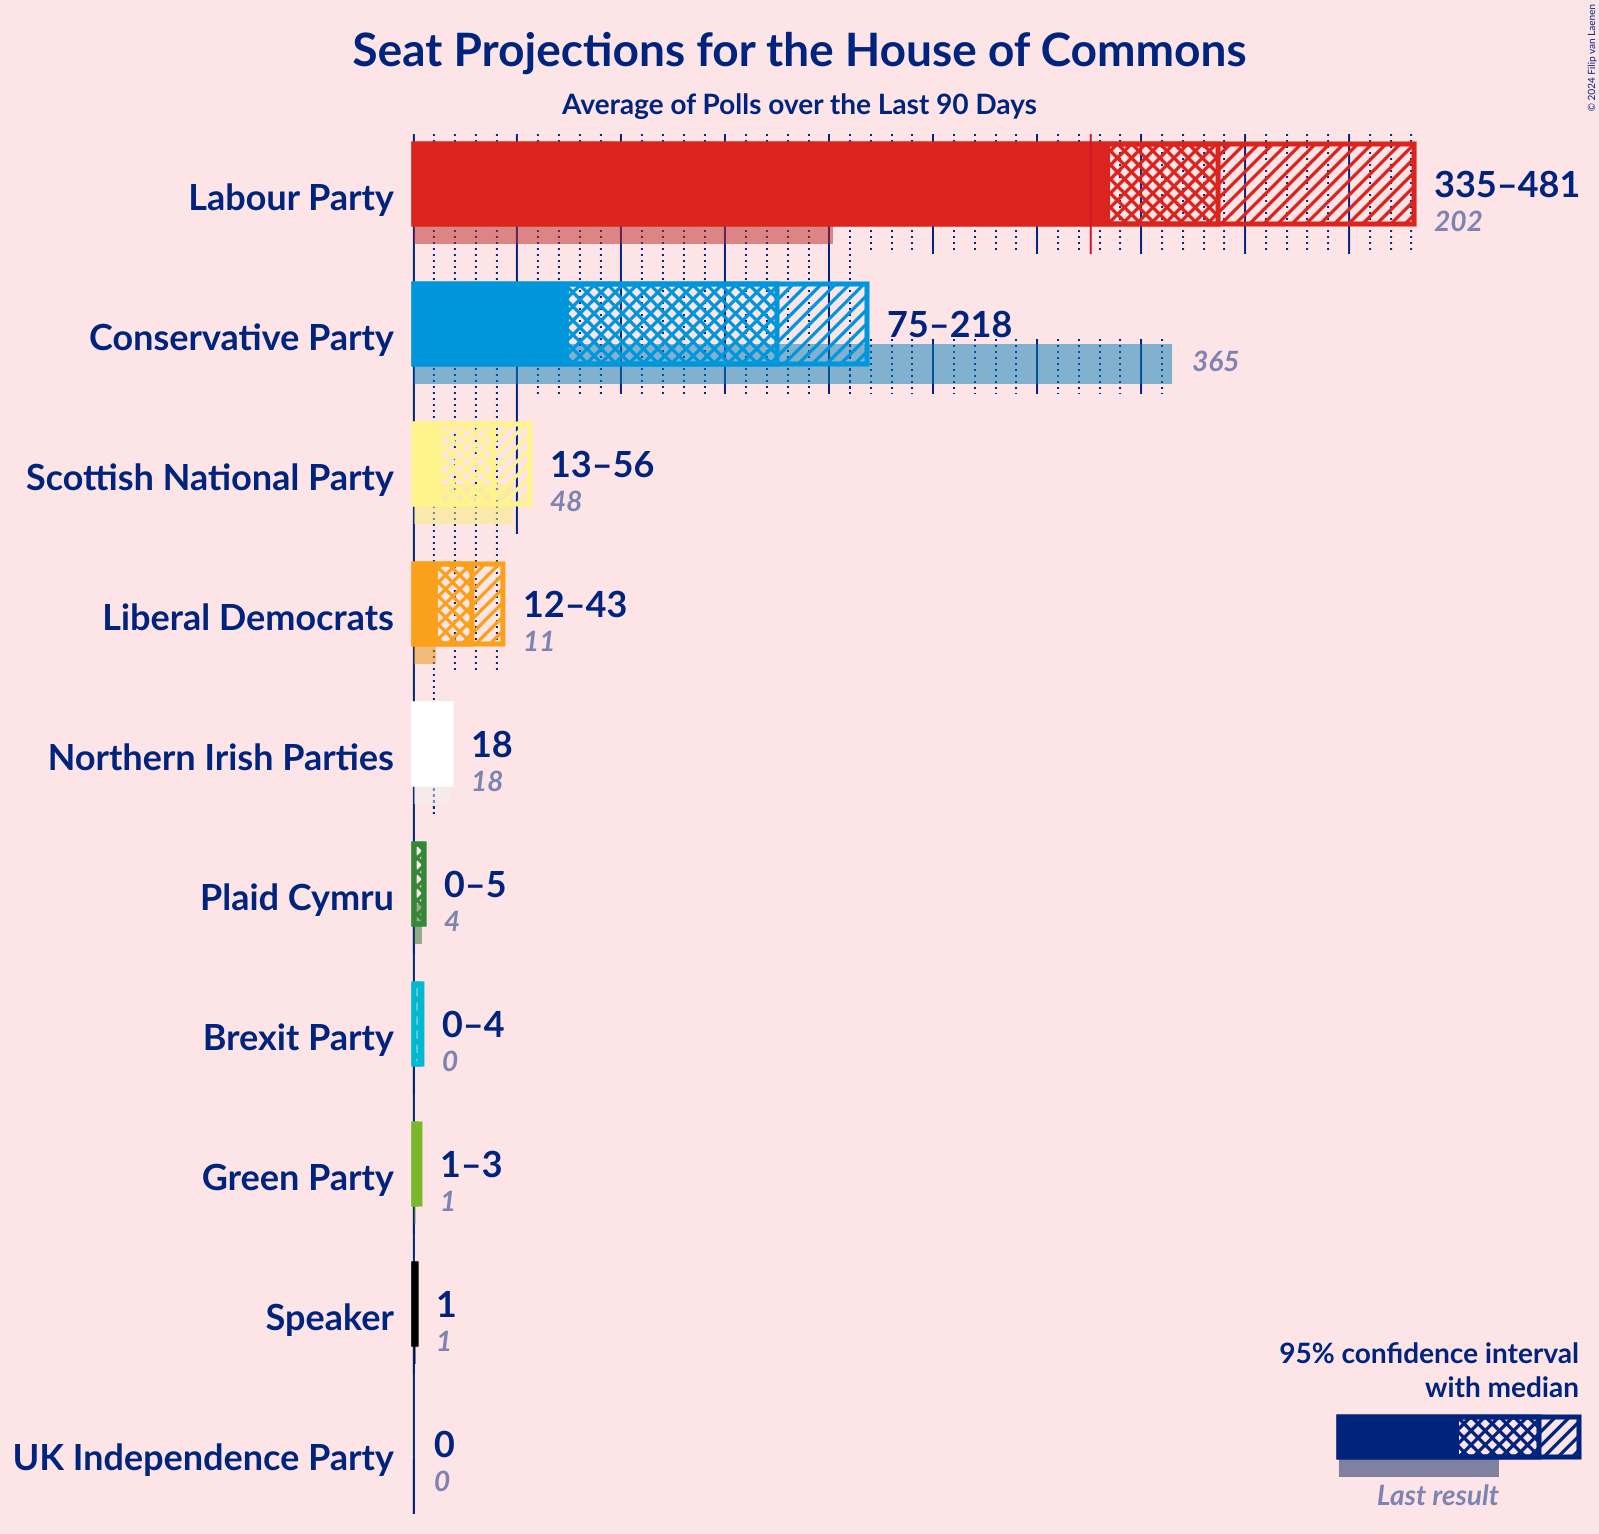 Seat Projections for the House of Commons
Average of Polls over the Last 90 Days
© 2024 Filip van Laenen
Labour Party
335–481
202
Conservative Party
75–218
365
Scottish National Party
13–56
48
Liberal Democrats
12–43
11
Northern Irish Parties
18
18
Plaid Cymru
0–5
4
Brexit Party
0–4
0
Green Party
1–3
1
Speaker
1
1
UK Independence Party
0
0
95% confidence interval
with median
Last result